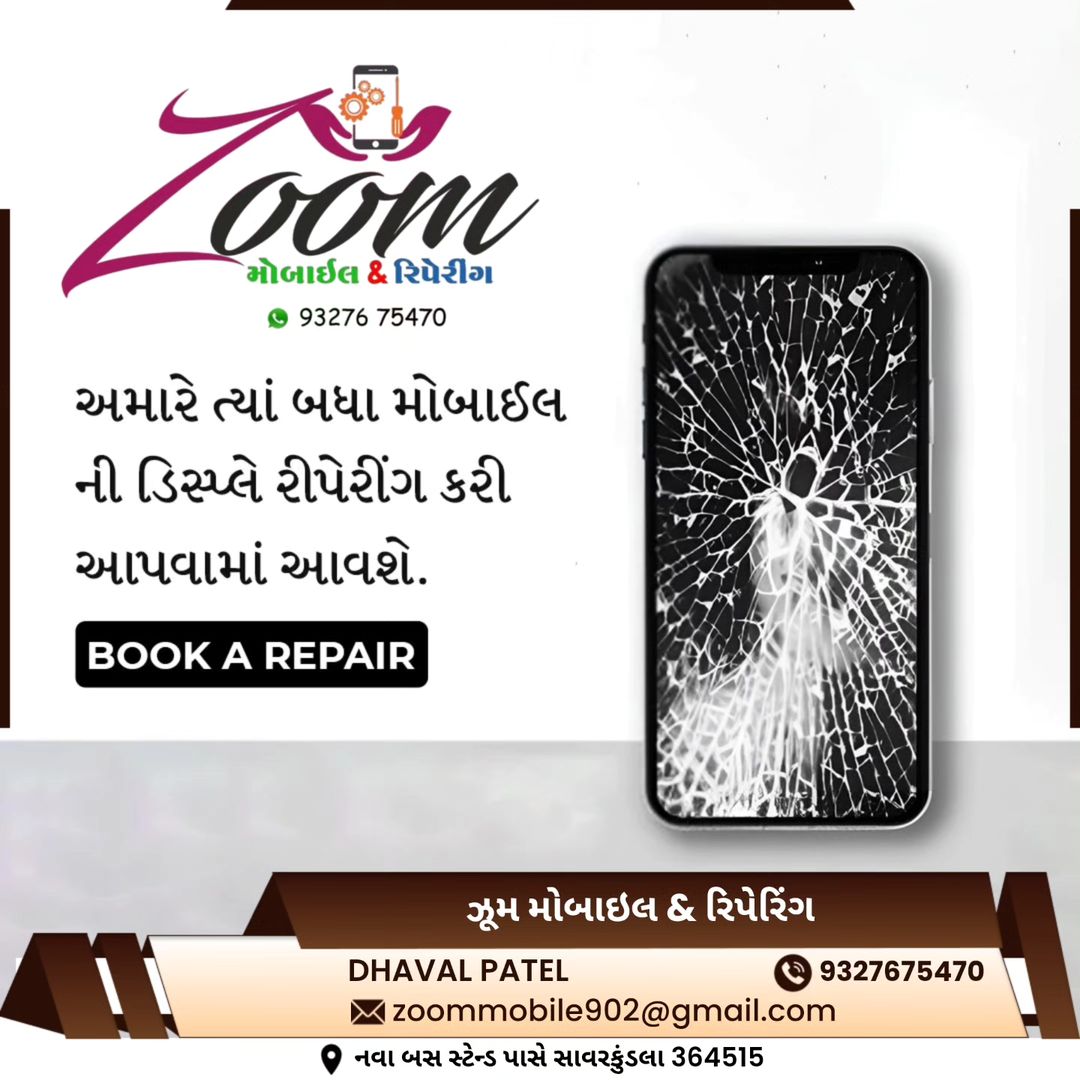 Zoom
મોબાઈલ & રિપેરીંગ
93276 75470
અમારે ત્યાં બધા મોબાઈલ
ની ડિસ્પ્લે રીપેરીંગ કરી
આપવામાં આવશે.
BOOK A REPAIR
ઝૂમ મોબાઇલ & રિપેરિંગ
DHAVAL PATEL 9327675470
zoommobile902@gmail.com
નવા બસ સ્ટેન્ડ પાસે સાવરકુંડલા 364515